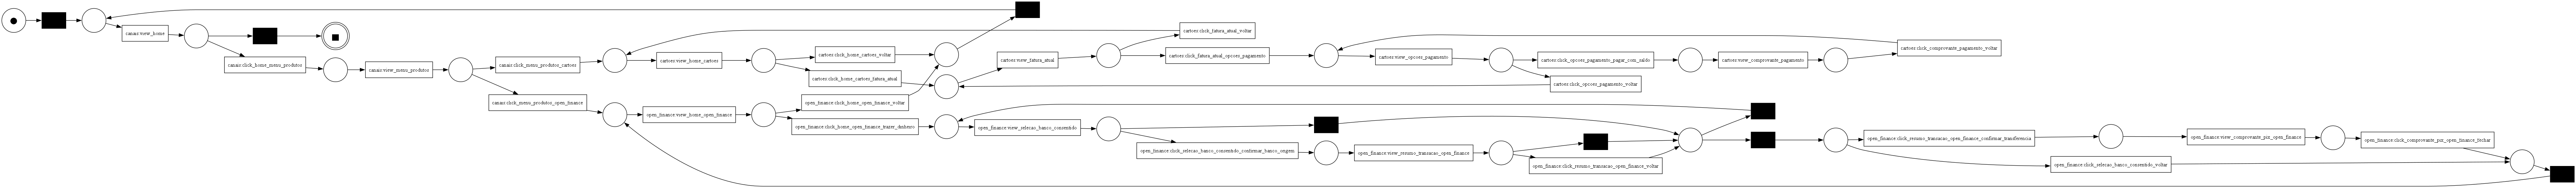 canais:view_home
canais:click_home_menu_produtos
canais:view_menu_produtos
canais:click_menu_produtos_cartoes
canais:click_menu_produtos_open_finance
cartoes:view_home_cartoes
cartoes:click_home_cartoes_voltar
cartoes:click_home_cartoes_fatura_atual
open_finance:click_home_open_finance_voltar
open_finance:view_home_open_finance
open_finance:click_home_open_finance_trazer_dinheiro
cartoes:view_fatura_atual
cartoes:click_fatura_atual_voltar
cartoes:click_fatura_atual_opcoes_pagamento
cartoes:view_opcoes_pagamento
cartoes:click_opcoes_pagamento_pagar_com_saldo
cartoes:click_opcoes_pagamento_voltar
cartoes:view_comprovante_pagamento
cartoes:click_comprovante_pagamento_voltar
open_finance:view_selecao_banco_consentido
open_finance:click_selecao_banco_consentido_confirmar_banco_origem
open_finance:view_resumo_transacao_open_finance
open_finance:click_resumo_transacao_open_finance_voltar
open_finance:click_resumo_transacao_open_finance_confirmar_transferencia
open_finance:click_selecao_banco_consentido_voltar
open_finance:view_comprovante_pix_open_finance
open_finance:click_comprovante_pix_open_finance_fechar